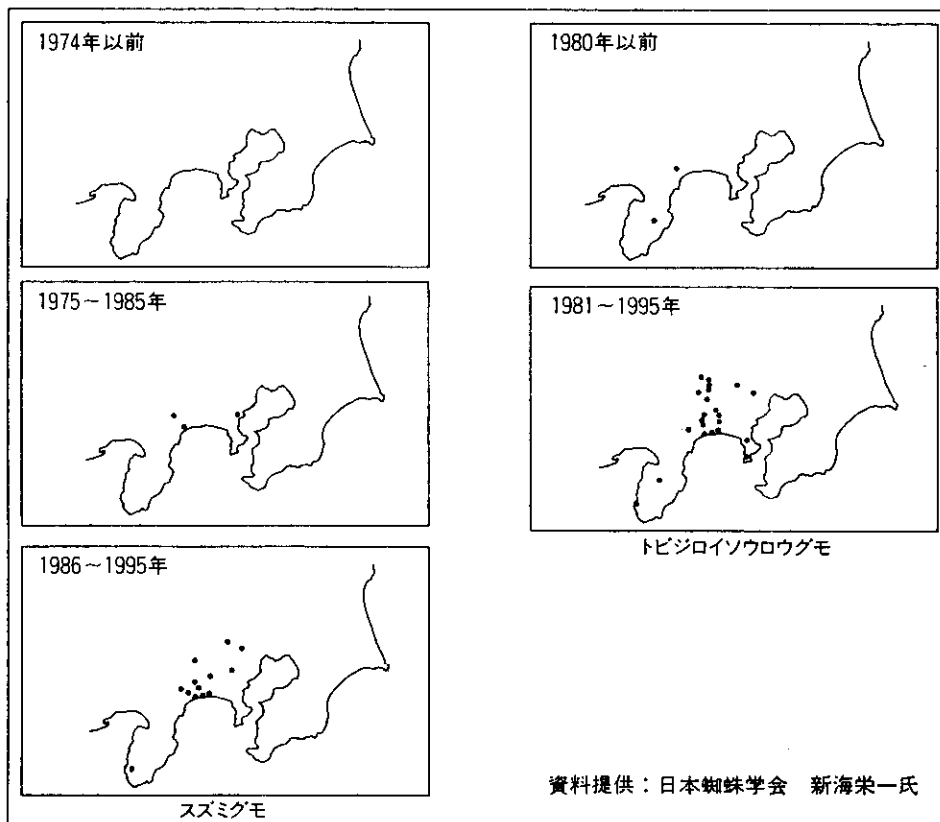 1974年以前
1980年以前
1975～1985年
1981～1995年
トビジロイソウロウグモ
1986～1995年
スズミグモ
資料提供：日本蜘蛛学会　新海栄一氏